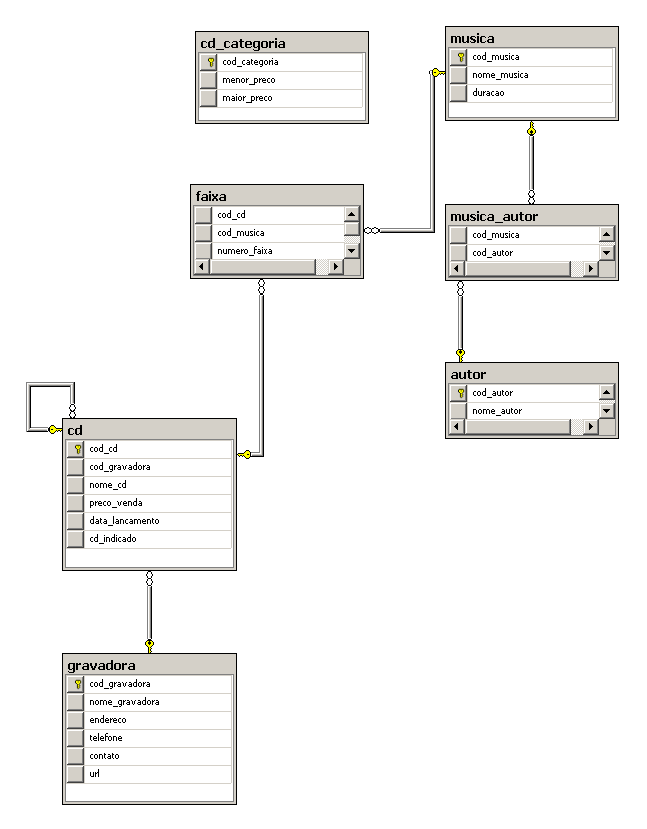 cd_categoria
cod_categoria
menor_preco
maior_preco
musica
cod_musica
nome_musica
duracao
faixa
cod_cd
cod_musica
numero_faixa
musica_autor
cod_musica
cod_autor
autor
cod_autor
nome_autor
cd
cod_cd
cod_gravadora
nome_cd
preco_venda
data_lancamento
cd_indicado
gravadora
cod_gravadora
nome_gravadora
endereco
telefone
contato
url